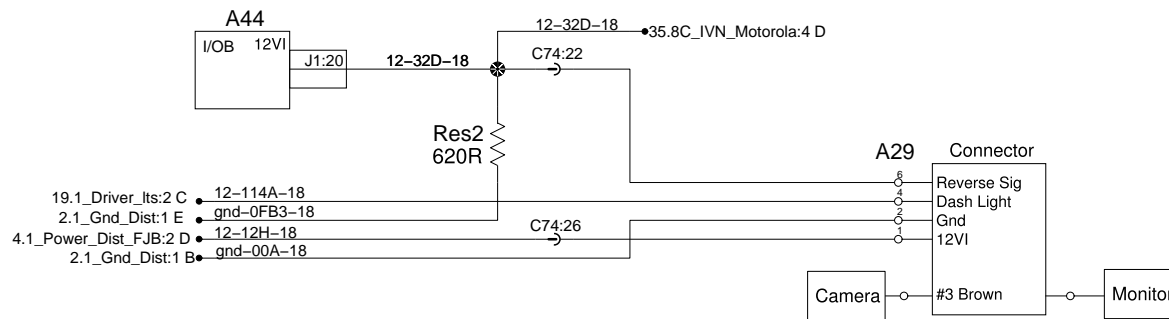 A44
12-32D-18
35.8C_IVN_Motorola:4 D
I/OB
12VI
J1:20
12-32D-18
C74:22
Res2
620R
A29
Connector
6
Reverse Sig
19.1_Driver_lts:2 C
12-114A-18
4
Dash Light
2.1_Gnd_Dist:1 E
gnd-0FB3-18
2
Gnd
4.1_Power_Dist_FJB:2 D
12-12H-18
C74:26
1
12VI
2.1_Gnd_Dist:1 B
gnd-00A-18
Camera
#3 Brown
Monitor